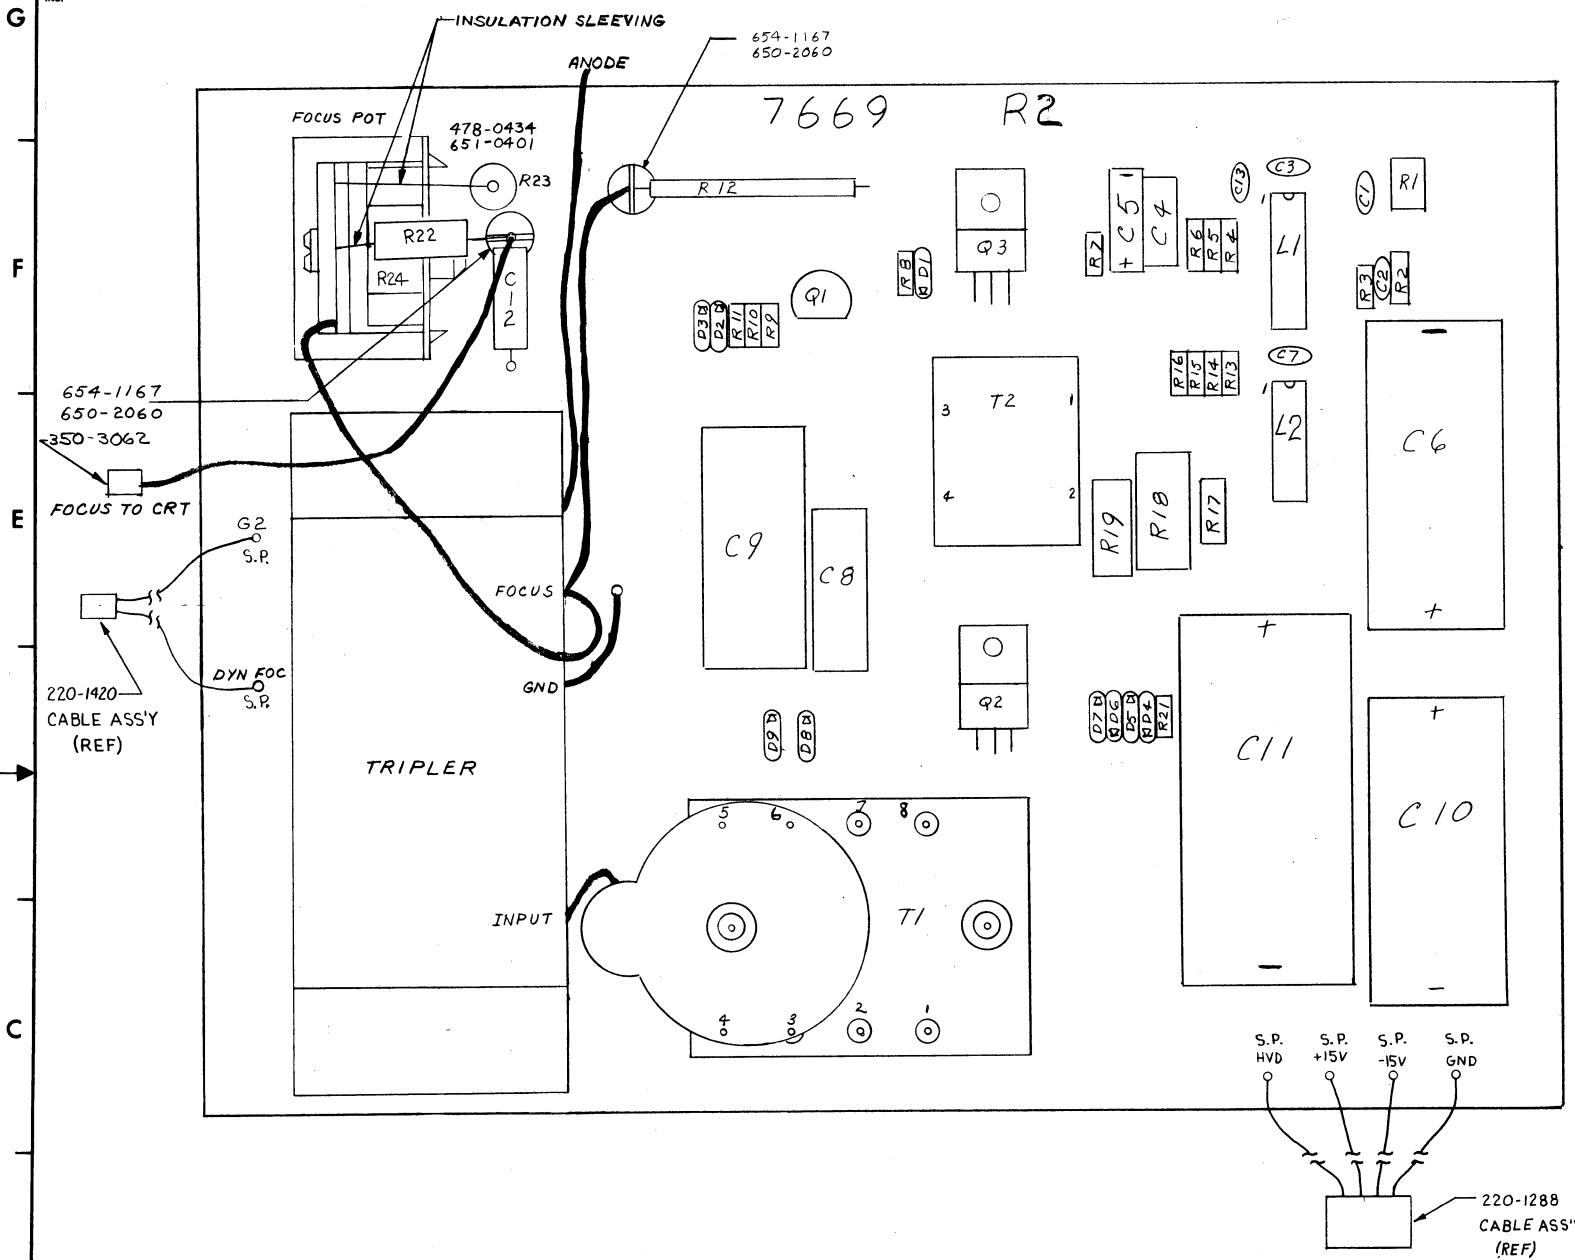 G
INSULATION SLEEVING
654-1167
650-2060
ANODE
7669 R2
FOCUS POT
478-0434
651-0401
R23
R12
R22
R24
C12
Q3
Q1
R8
D1
D3
D2
R11
R10
R9
R7
+ C5
C4
R6
R5
R4
C13
C3
1
L1
C1
R1
R3
C2
R2
F
C7
R16
R15
R14
R13
1
L2
T2
3
1
4
2
-
C6
+
654-1167
650-2060
350-3062
FOCUS TO CRT
E
G2
S.P.
C9
C8
R19
R18
R17
FOCUS
DYN FOC
S.P.
GND
220-1420
CABLE ASS'Y
(REF)
Q2
D7
D6
D5
D4
R21
D9
D8
+
C11
-
+
C10
-
TRIPLER
5
6
7
8
INPUT
T1
4
3
2
1
C
S.P.
HVD
S.P.
+15V
S.P.
-15V
S.P.
GND
220-1288
CABLE ASS'
(REF)